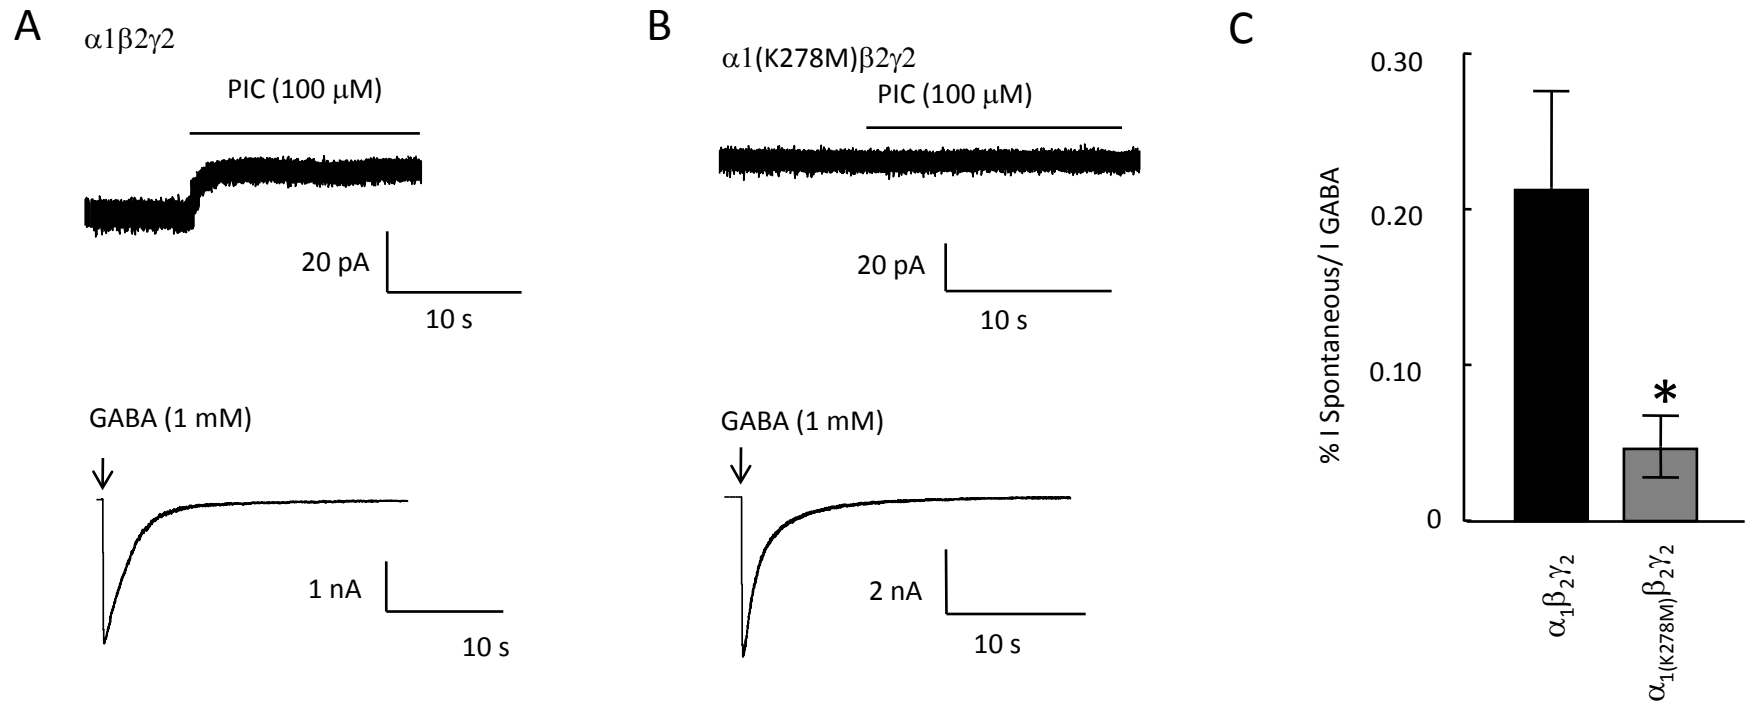 A
α1β2γ2
PIC (100 μM)
20 pA
10 s
GABA (1 mM)
1 nA
10 s
B
α1(K278M)β2γ2
PIC (100 μM)
20 pA
10 s
GABA (1 mM)
2 nA
10 s
C
% I Spontaneous/ I GABA
0.30
0.20
0.10
0
*
α1β2γ2
α1(K278M)β2γ2